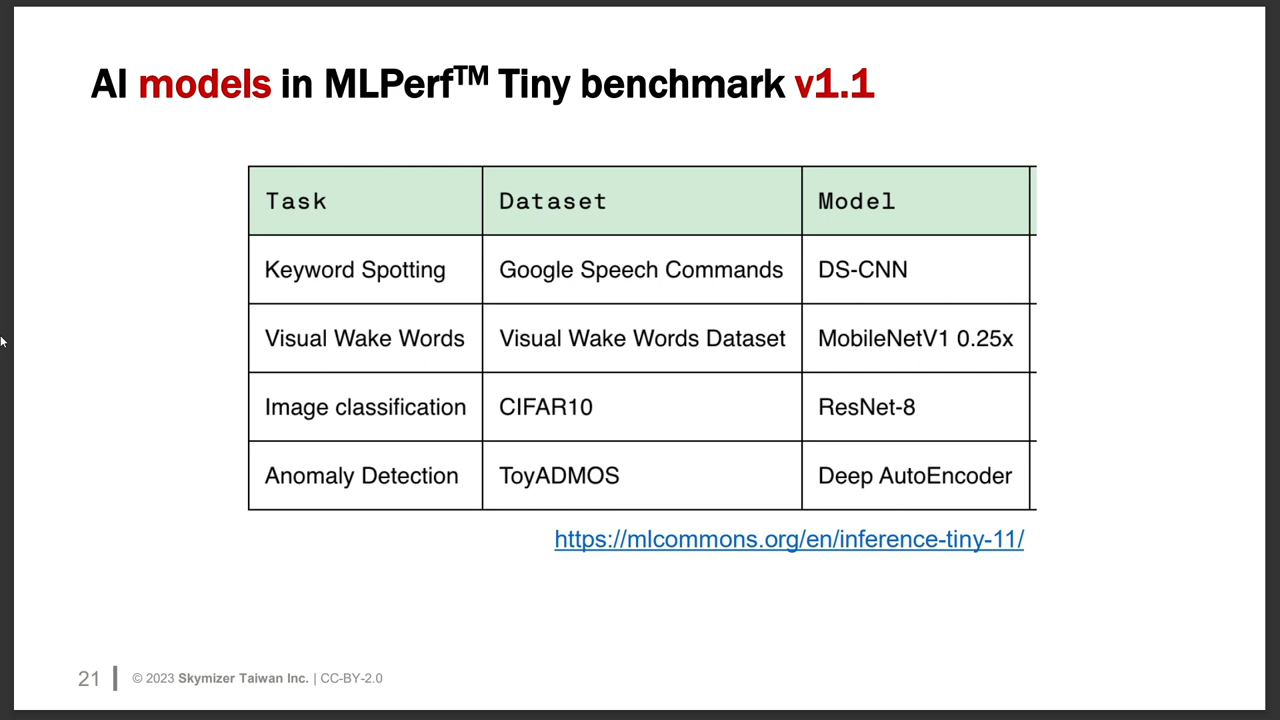 AI models in MLPerf™ Tiny benchmark v1.1
Task Dataset Model
Keyword Spotting Google Speech Commands DS-CNN
Visual Wake Words Visual Wake Words Dataset MobileNetV1 0.25x
Image classification CIFAR10 ResNet-8
Anomaly Detection ToyADMOS Deep AutoEncoder
https://mlcommons.org/en/inference-tiny-11/
21 © 2023 Skymizer Taiwan Inc. | CC-BY-2.0